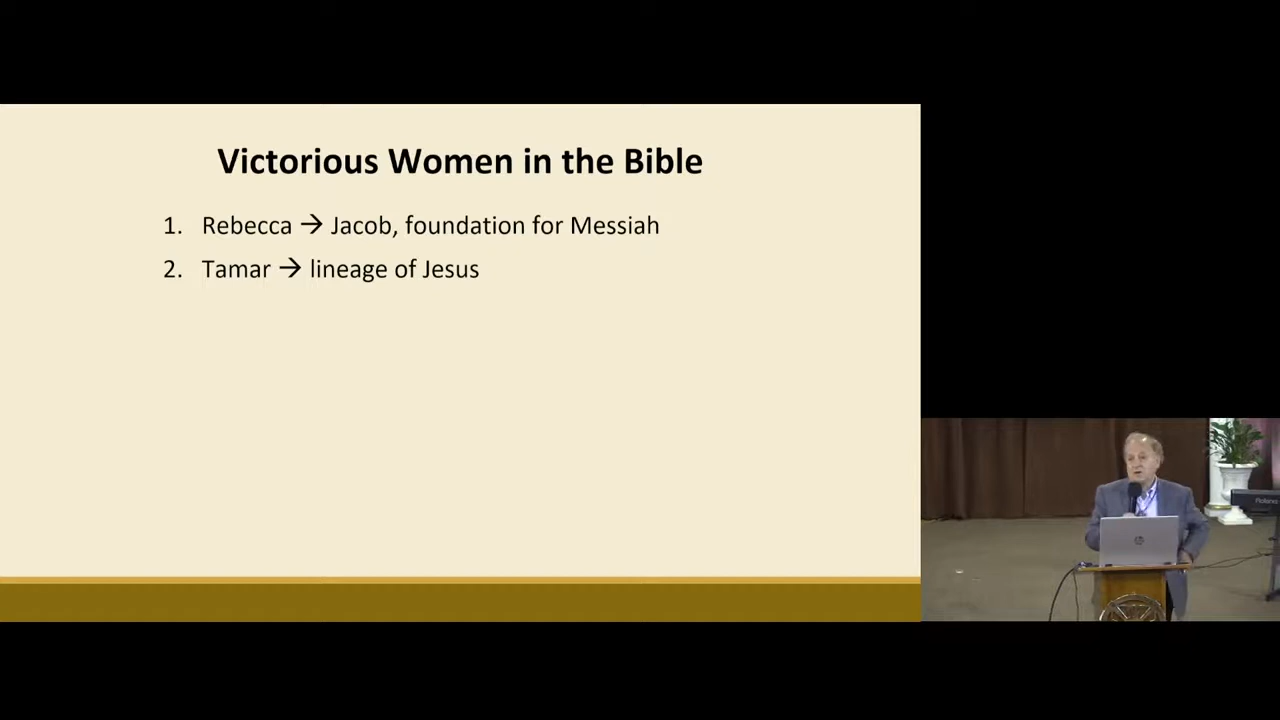 Victorious Women in the Bible
1. Rebecca → Jacob, foundation for Messiah
2. Tamar → lineage of Jesus